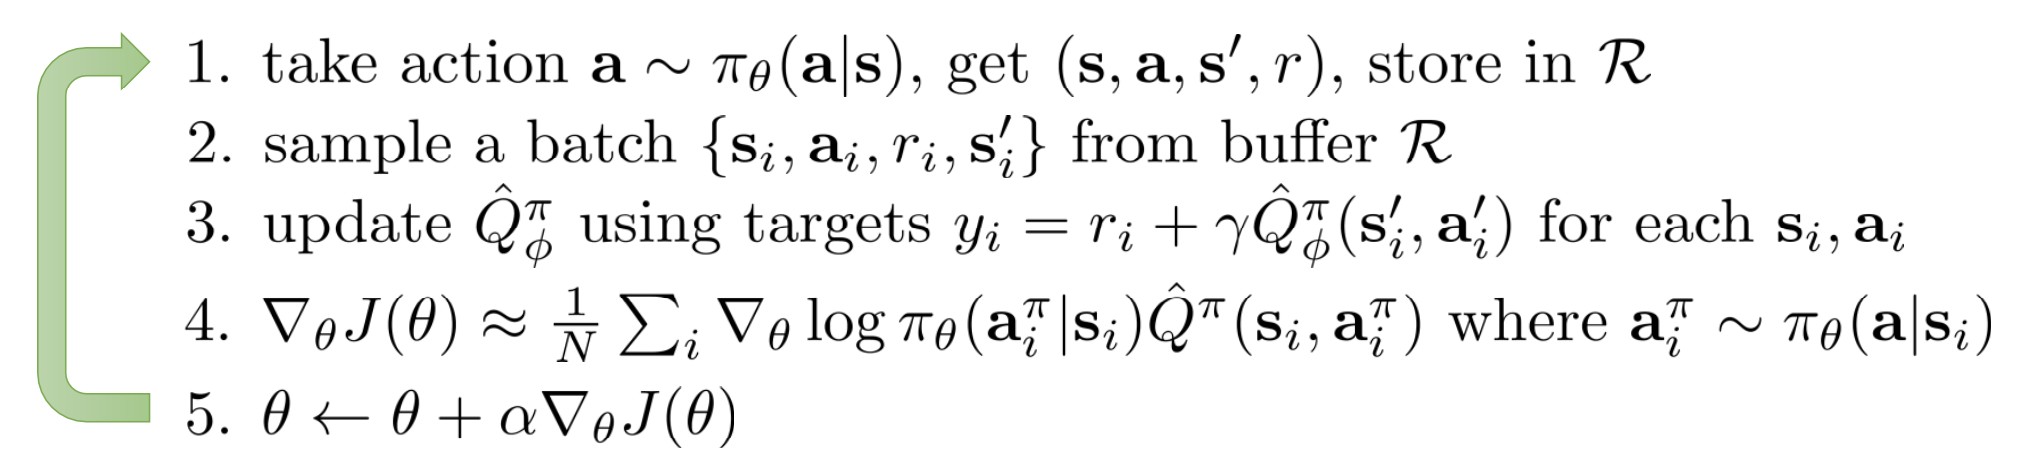 1. take action a ∼ π_θ(a|s), get (s, a, s′, r), store in ℛ
2. sample a batch {s_i, a_i, r_i, s′_i} from buffer ℛ
3. update Q̂^π_ϕ using targets y_i = r_i + γQ̂^π_ϕ(s′_i, a′_i) for each s_i, a_i
4. ∇_θJ(θ) ≈ 1/N ∑_i ∇_θ log π_θ(a^π_i|s_i)Q̂^π(s_i, a^π_i) where a^π_i ∼ π_θ(a|s_i)
5. θ ← θ + α∇_θJ(θ)